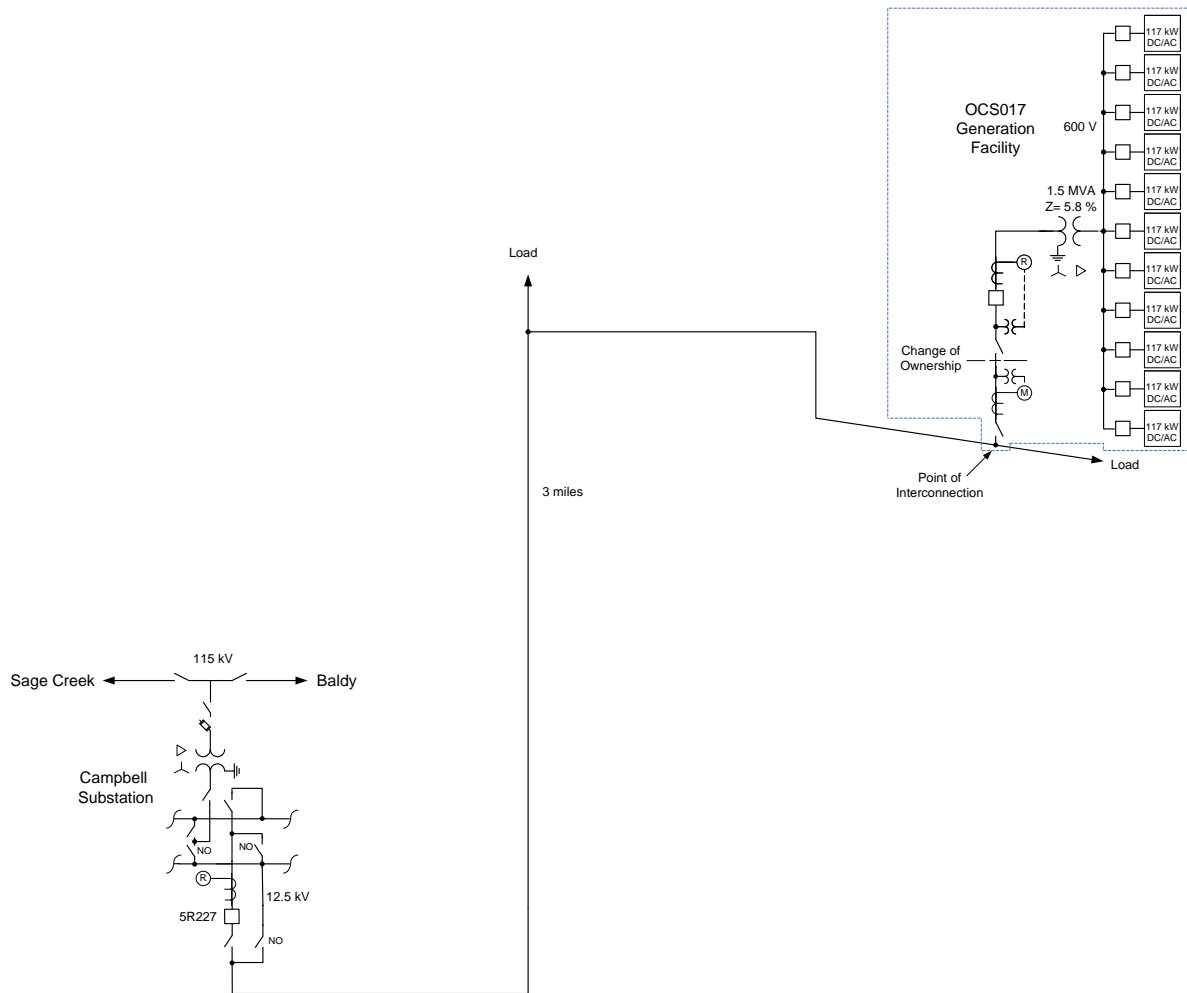 117 kW
DC/AC
117 kW
DC/AC
117 kW
DC/AC
117 kW
DC/AC
117 kW
DC/AC
117 kW
DC/AC
117 kW
DC/AC
117 kW
DC/AC
117 kW
DC/AC
117 kW
DC/AC
117 kW
DC/AC
OCS017
Generation
Facility
600 V
1.5 MVA
Z= 5.8 %
R
Change of
Ownership
M
Load
Point of
Interconnection
Load
3 miles
115 kV
Sage Creek
Baldy
Campbell
Substation
NO
NO
R
12.5 kV
5R227
NO